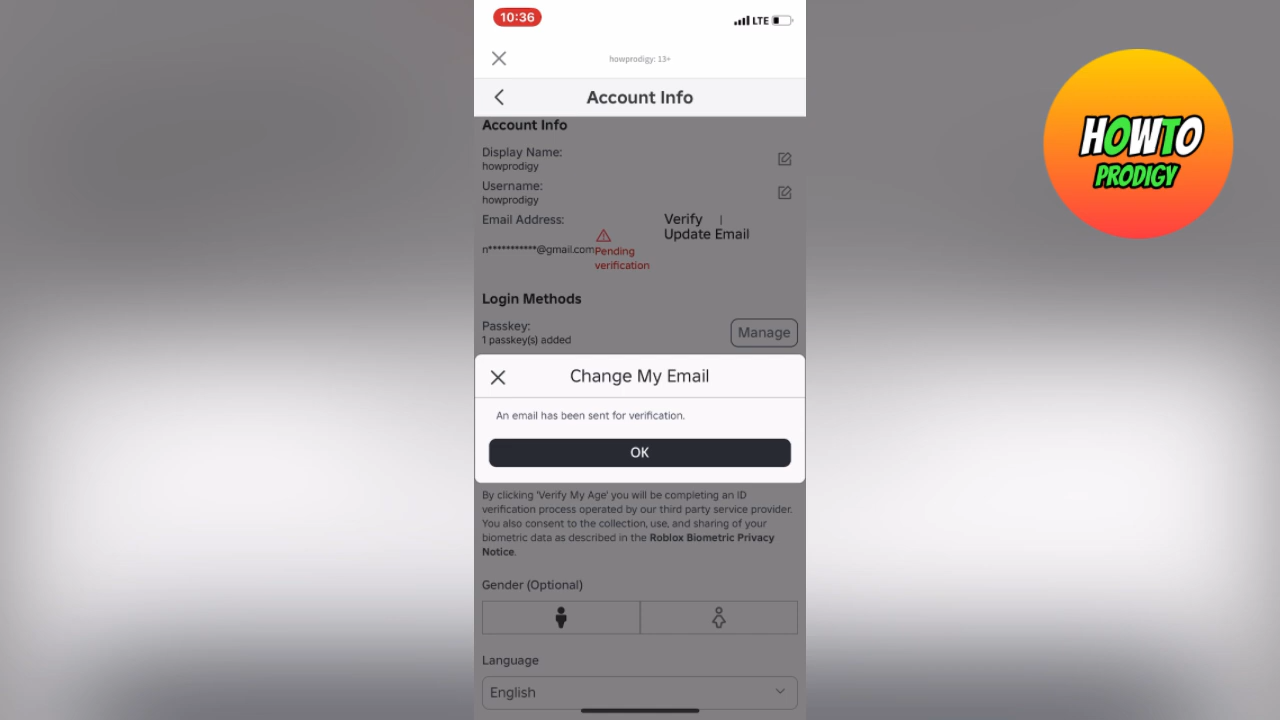 10:36
LTE
howprodigy: 13+
Account Info
Account Info
Display Name:
howprodigy
Username:
howprodigy
Email Address:
Verify |
Update Email
n***********@gmail.com
Pending
verification
Login Methods
Passkey:
1 passkey(s) added
Manage
Change My Email
An email has been sent for verification.
OK
By clicking 'Verify My Age' you will be completing an ID
verification process operated by our third party service provider.
You also consent to the collection, use, and sharing of your
biometric data as described in the Roblox Biometric Privacy
Notice.
Gender (Optional)
Language
English
HOWTO
PRODIGY